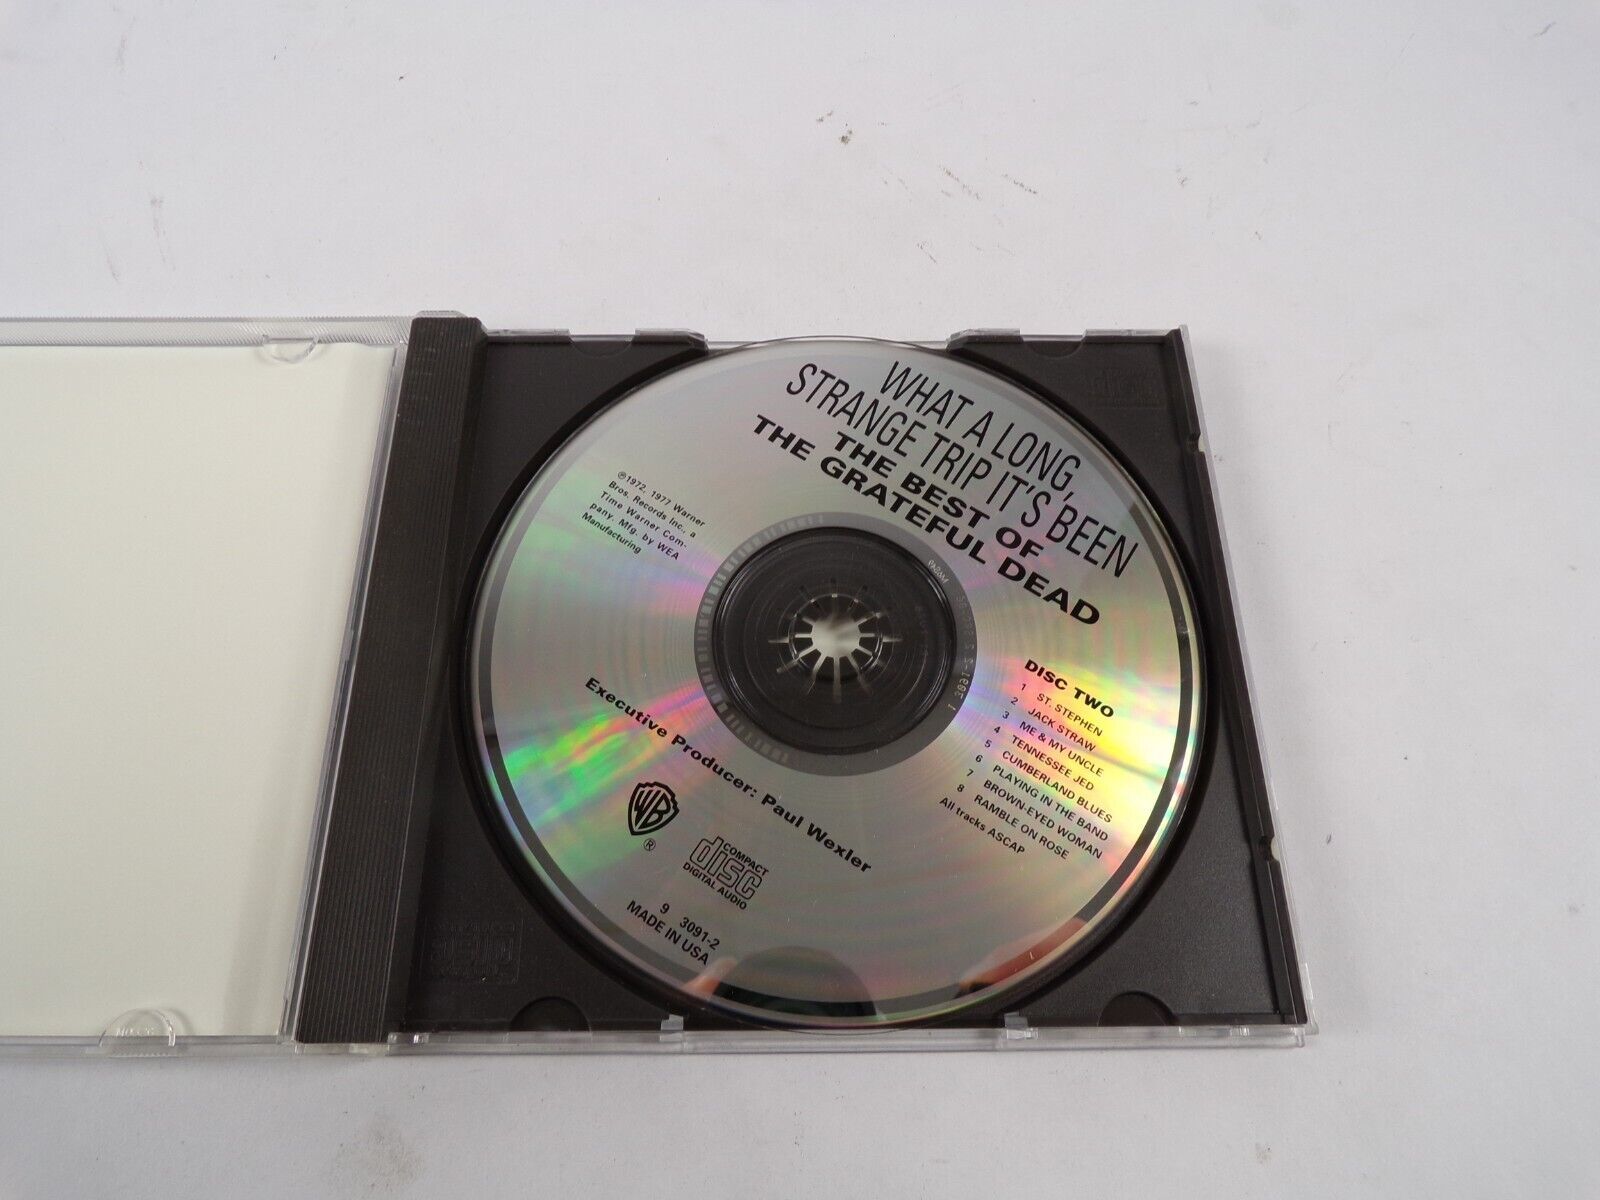 WHAT A LONG,
STRANGE TRIP IT'S BEEN
THE BEST OF
THE GRATEFUL DEAD
℗1972, 1977 Warner
Bros. Records Inc., a
Time Warner Com-
pany. Mfg. by WEA
Manufacturing
DISC TWO
1 ST. STEPHEN
2 JACK STRAW
3 ME & MY UNCLE
4 TENNESSEE JED
5 CUMBERLAND BLUES
6 PLAYING IN THE BAND
7 BROWN-EYED WOMAN
8 RAMBLE ON ROSE
All tracks ASCAP
Executive Producer: Paul Wexler
WB
®
COMPACT
disc
DIGITAL AUDIO
9 3091-2
MADE IN USA